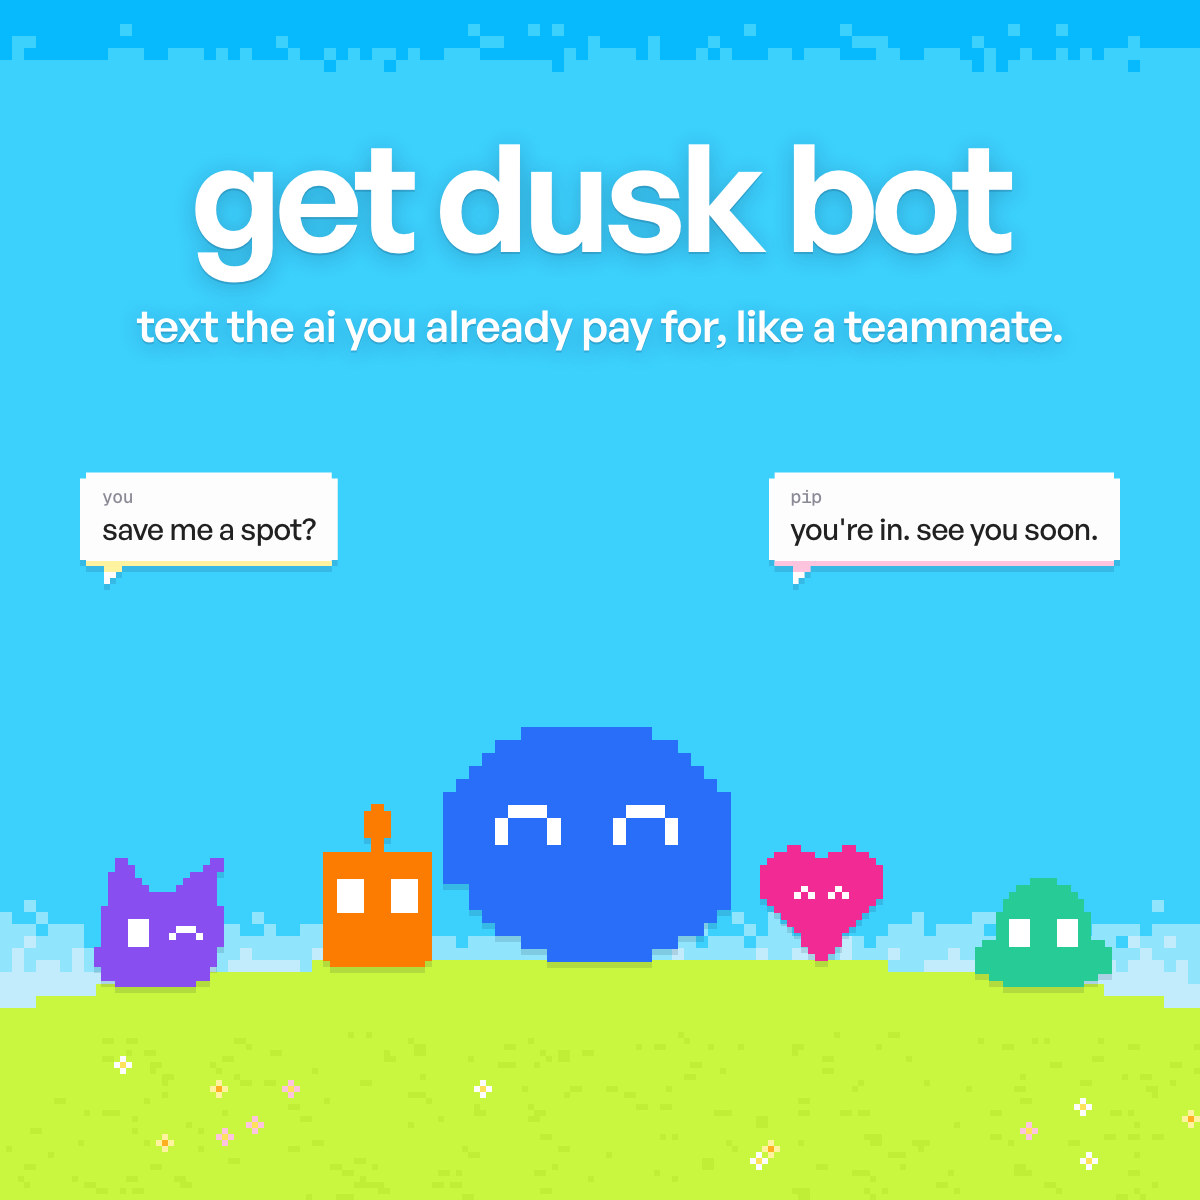 get dusk bot
text the ai you already pay for, like a teammate.
you
save me a spot?
pip
you're in. see you soon.